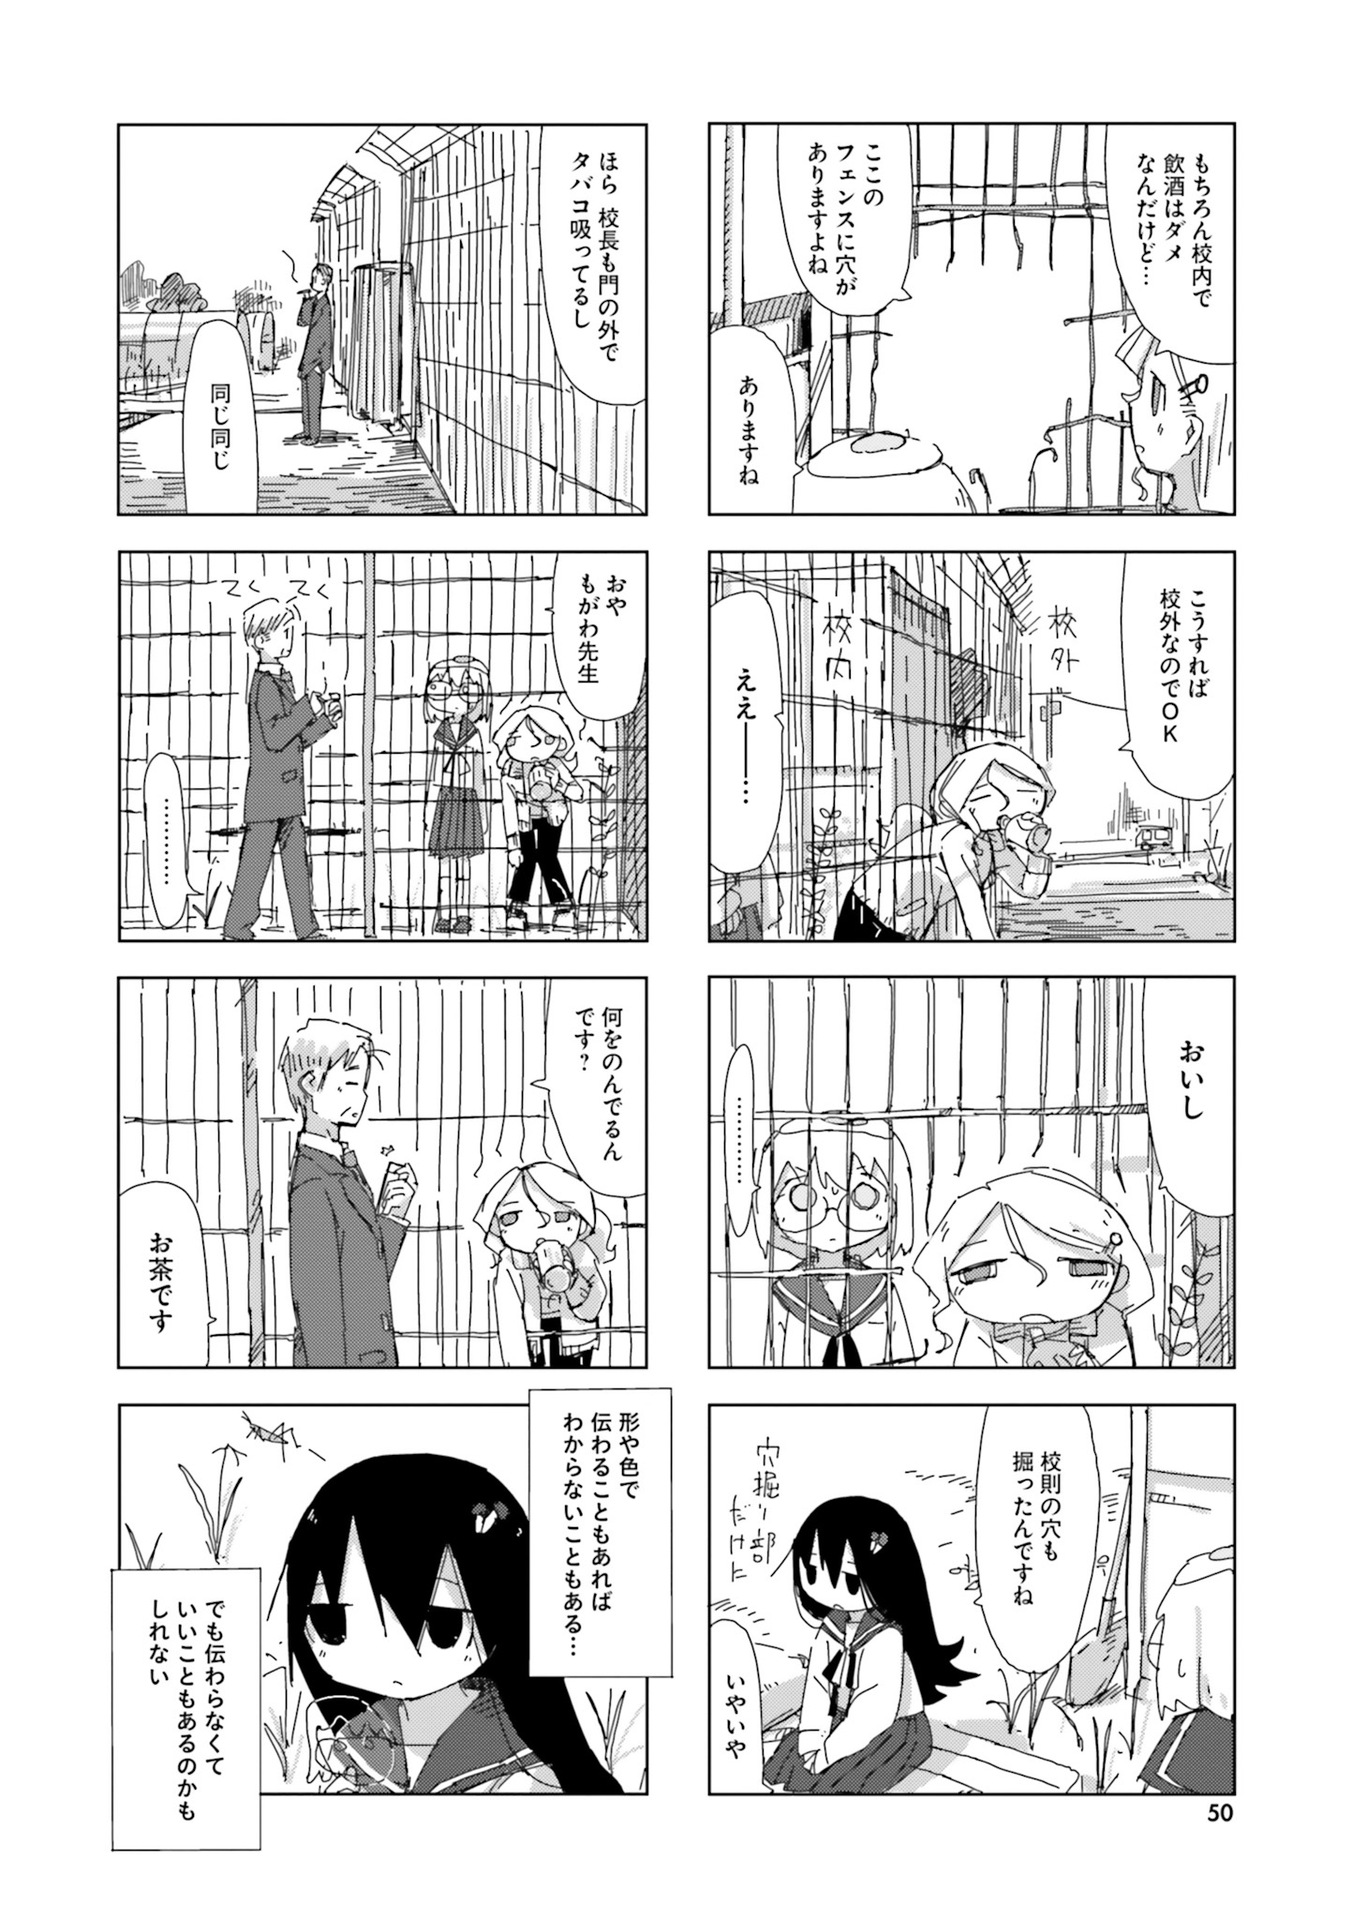 もちろん校内で
飲酒はダメ
なんだけど…
ここの
フェンスに穴が
ありますよね
ありますね
こうすれば
校外なのでOK
校外
校内
ええ――…
おいし
…………
校則の穴も
掘ったんですね
穴掘り部
だけに
いやいや
ほら 校長も門の外で
タバコ吸ってるし
同じ同じ
おや
もがわ先生
てくてく
…………
何をのんでるん
です?
お茶です
形や色で
伝わることもあれば
わからないこともある…
でも伝わらなくて
いいこともあるのかも
しれない
50